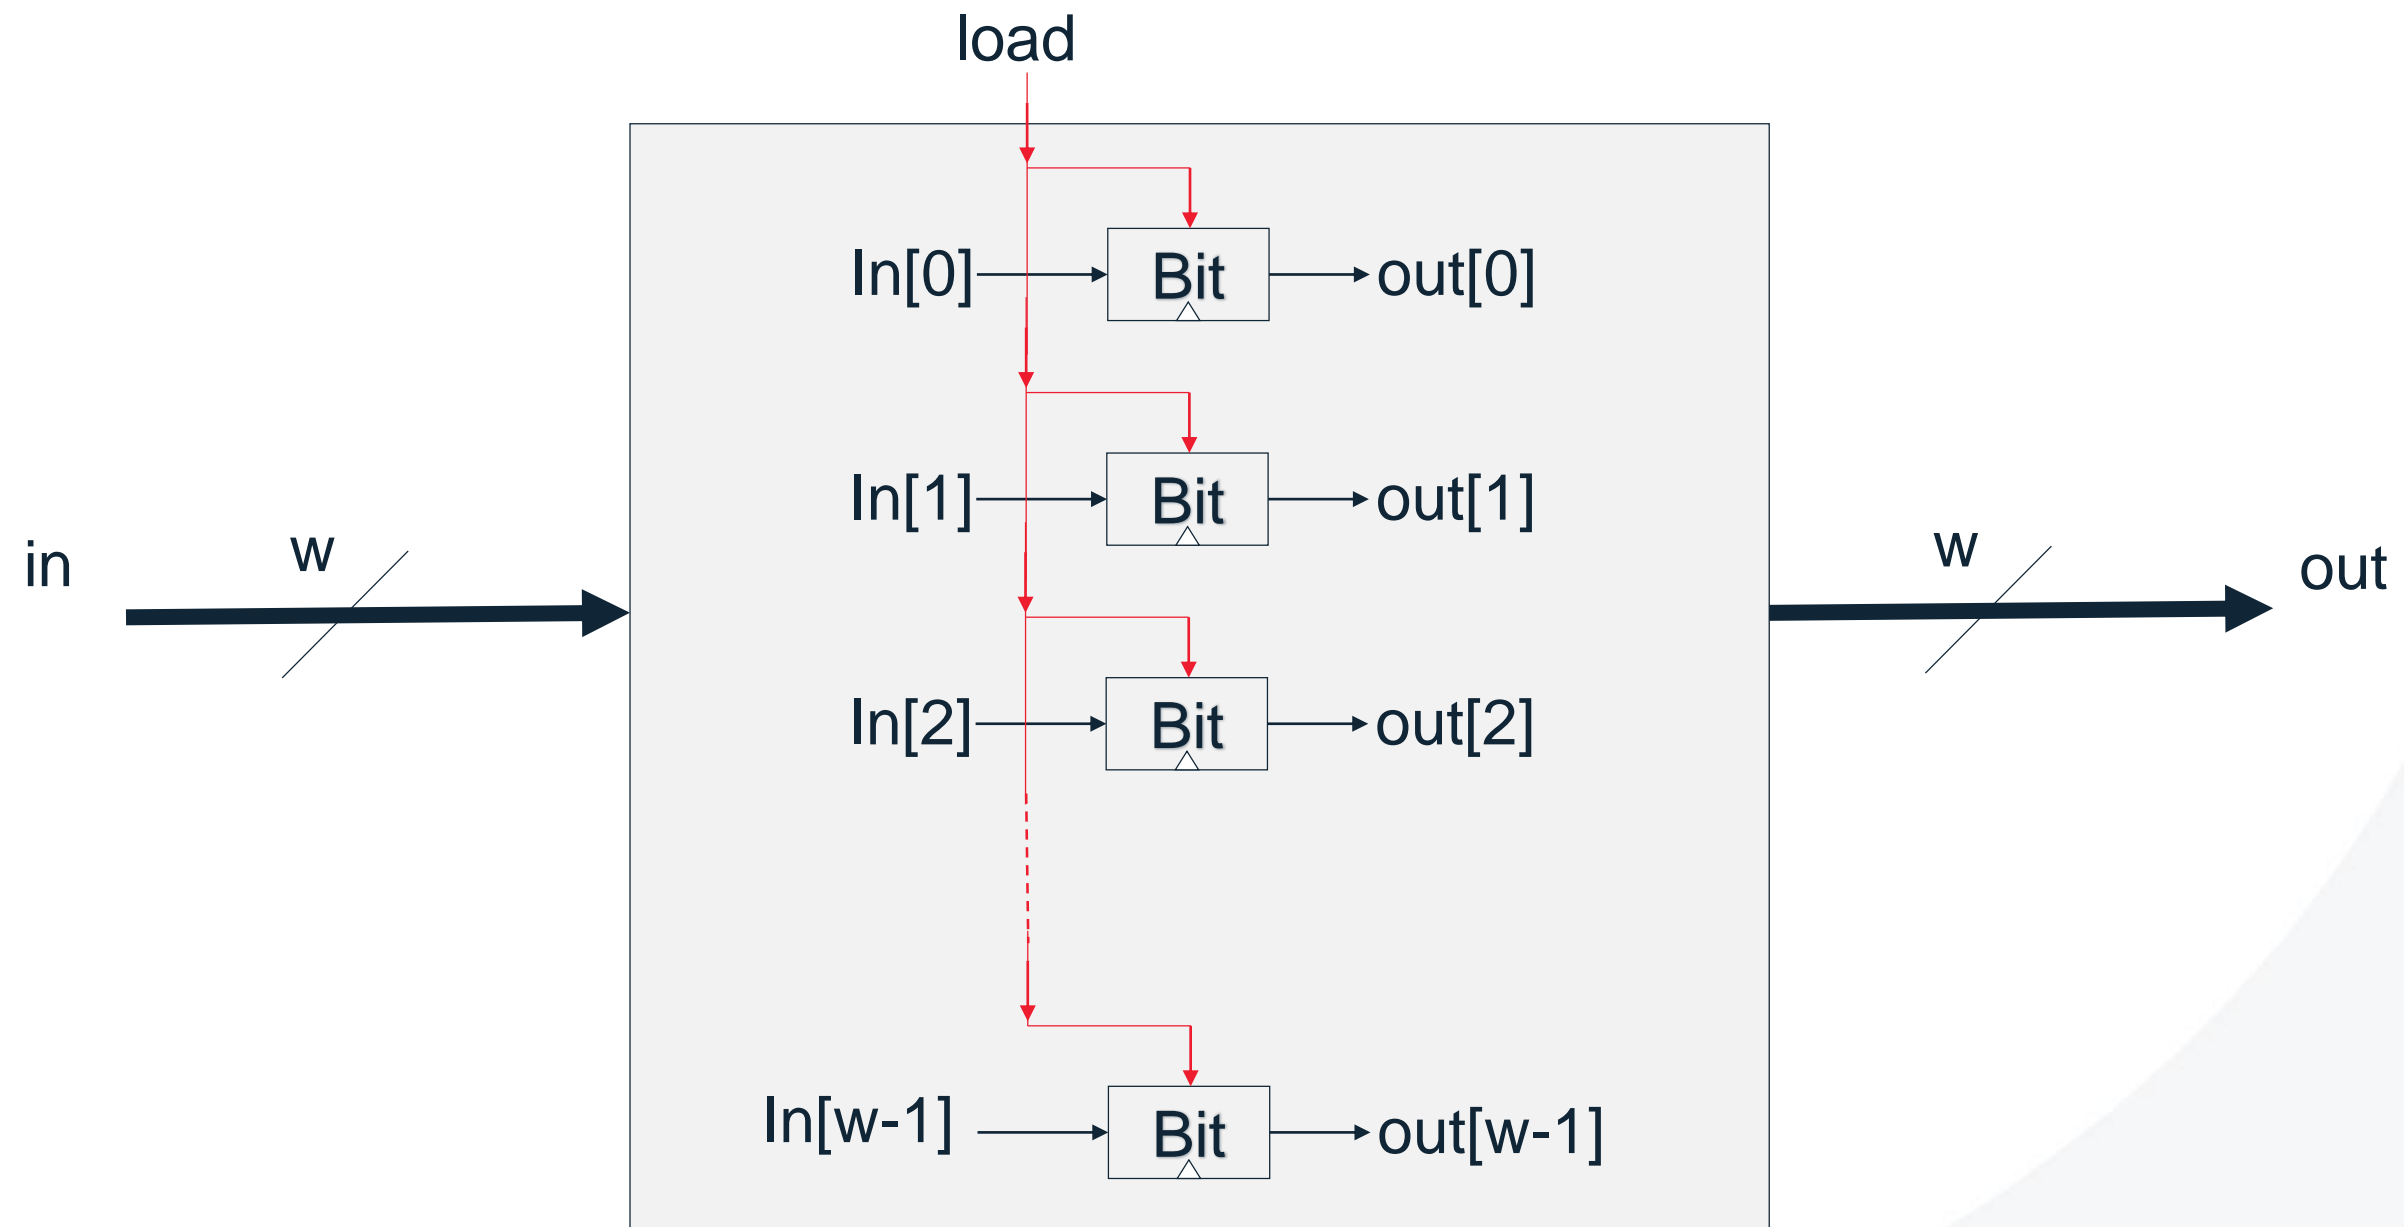 load
In[0] Bit out[0]
In[1] Bit out[1]
in w w out
In[2] Bit out[2]
In[w-1] Bit out[w-1]